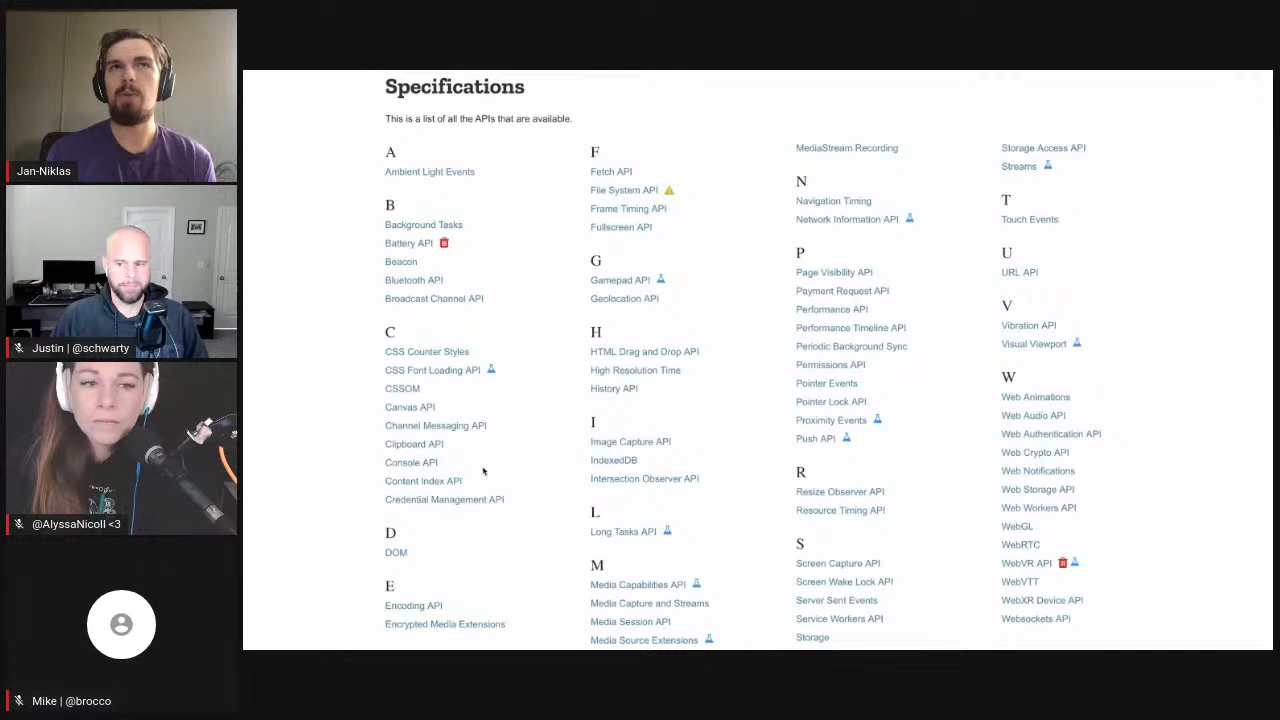 Jan-Niklas
Justin | @schwarty
@AlyssaNicoll <3
Mike | @brocco
Specifications
This is a list of all the APIs that are available.
A
Ambient Light Events
B
Background Tasks
Battery API
Beacon
Bluetooth API
Broadcast Channel API
C
CSS Counter Styles
CSS Font Loading API
CSSOM
Canvas API
Channel Messaging API
Clipboard API
Console API
Content Index API
Credential Management API
D
DOM
E
Encoding API
Encrypted Media Extensions
F
Fetch API
File System API
Frame Timing API
Fullscreen API
G
Gamepad API
Geolocation API
H
HTML Drag and Drop API
High Resolution Time
History API
I
Image Capture API
IndexedDB
Intersection Observer API
L
Long Tasks API
M
Media Capabilities API
Media Capture and Streams
Media Session API
Media Source Extensions
MediaStream Recording
N
Navigation Timing
Network Information API
P
Page Visibility API
Payment Request API
Performance API
Performance Timeline API
Periodic Background Sync
Permissions API
Pointer Events
Pointer Lock API
Proximity Events
Push API
R
Resize Observer API
Resource Timing API
S
Screen Capture API
Screen Wake Lock API
Server Sent Events
Service Workers API
Storage
Storage Access API
Streams
T
Touch Events
U
URL API
V
Vibration API
Visual Viewport
W
Web Animations
Web Audio API
Web Authentication API
Web Crypto API
Web Notifications
Web Storage API
Web Workers API
WebGL
WebRTC
WebVR API
WebVTT
WebXR Device API
Websockets API